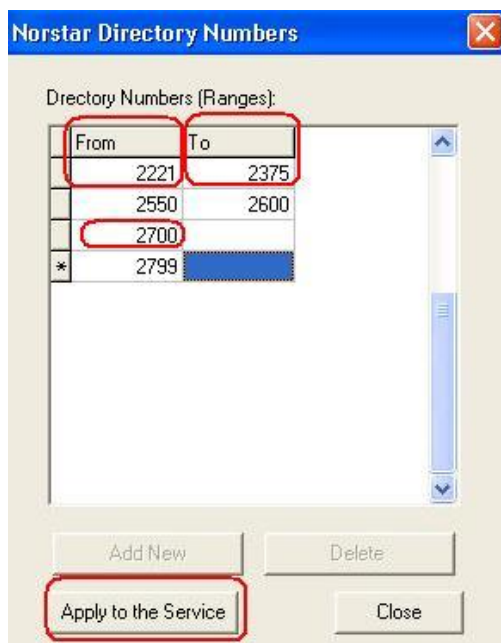 Norstar Directory Numbers
Drectory Numbers (Ranges):
From To
2221 2375
2550 2600
2700
* 2799
Add New Delete
Apply to the Service Close